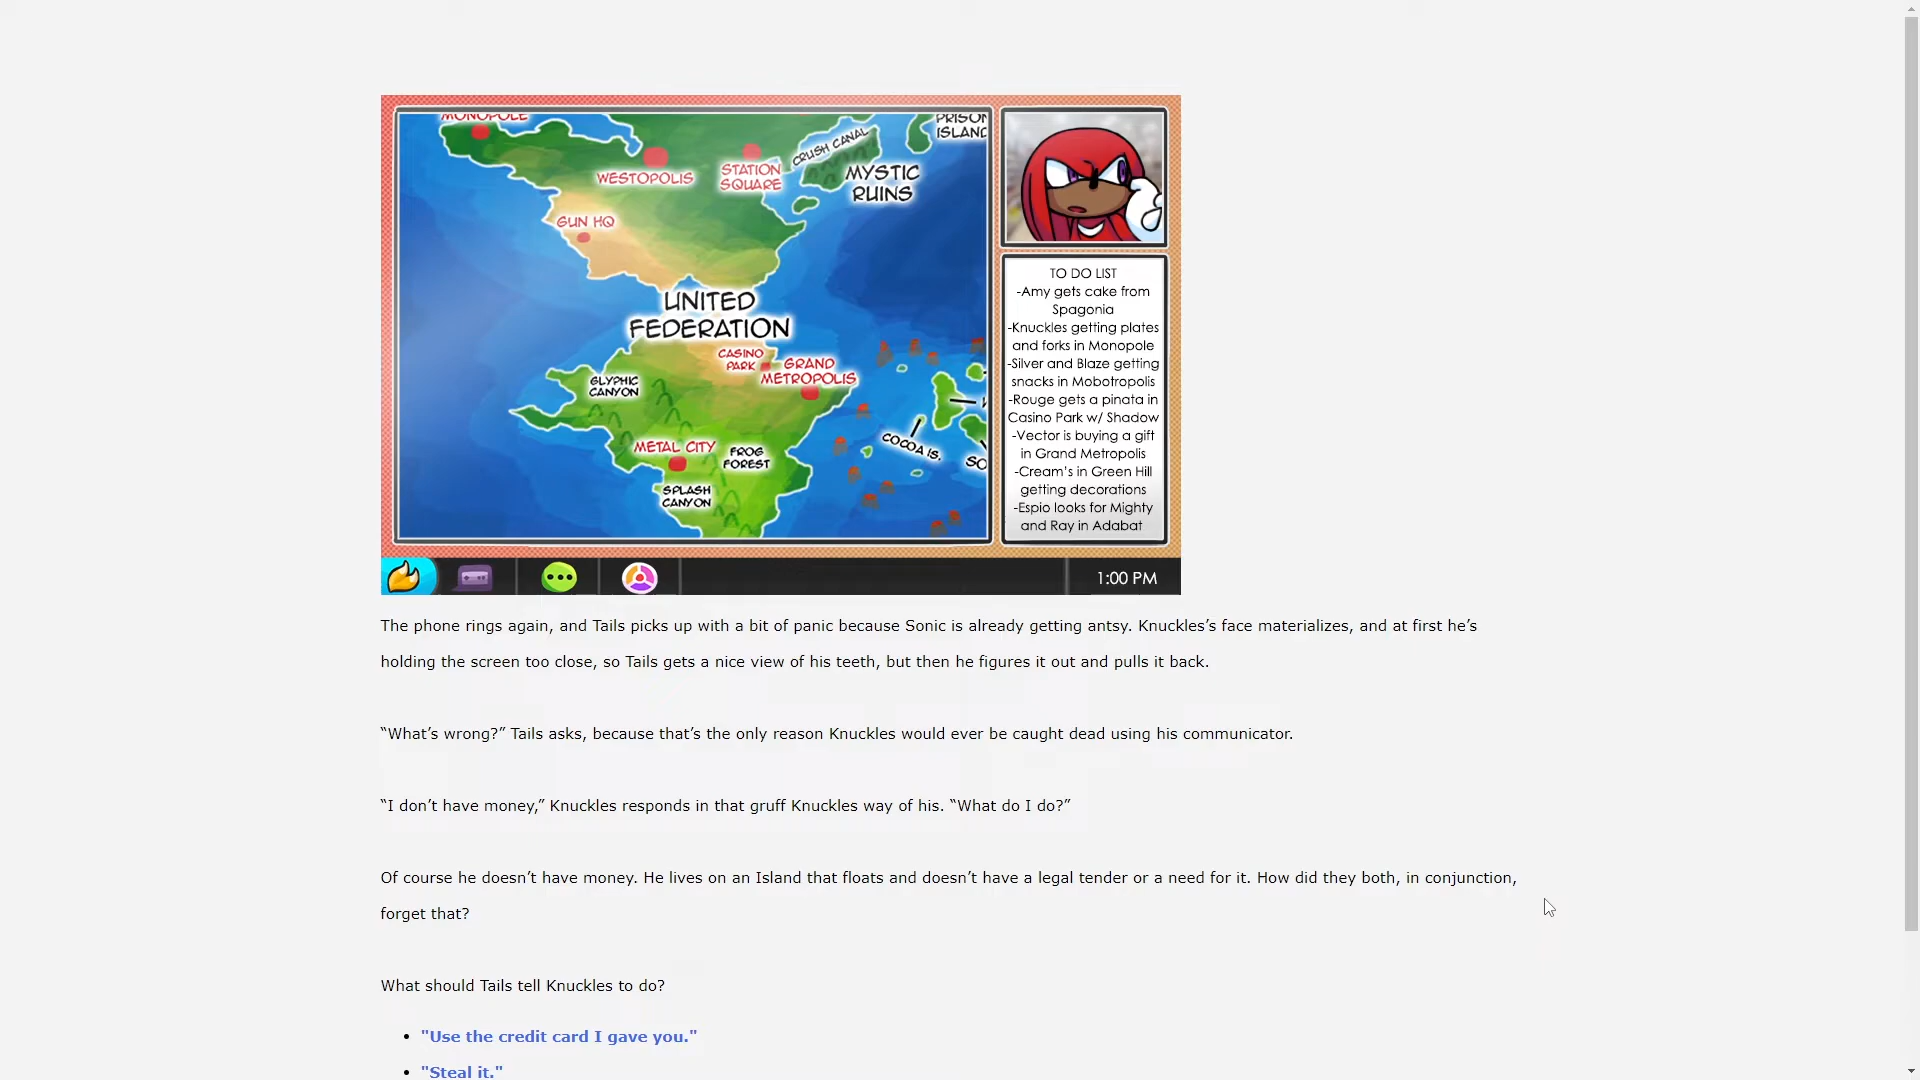 MONOPOLE
PRISON
ISLAND
CRUSH CANAL
WESTOPOLIS
STATION
SQUARE
MYSTIC
RUINS
GUN HQ
UNITED
FEDERATION
CASINO
PARK
GRAND
METROPOLIS
GLYPHIC
CANYON
COCOA IS.
SO
METAL CITY
FROG
FOREST
SPLASH
CANYON
TO DO LIST
-Amy gets cake from
Spagonia
-Knuckles getting plates
and forks in Monopole
-Silver and Blaze getting
snacks in Mobotropolis
-Rouge gets a pinata in
Casino Park w/ Shadow
-Vector is buying a gift
in Grand Metropolis
-Cream's in Green Hill
getting decorations
-Espio looks for Mighty
and Ray in Adabat
1:00 PM
The phone rings again, and Tails picks up with a bit of panic because Sonic is already getting antsy. Knuckles’s face materializes, and at first he’s
holding the screen too close, so Tails gets a nice view of his teeth, but then he figures it out and pulls it back.
“What’s wrong?” Tails asks, because that’s the only reason Knuckles would ever be caught dead using his communicator.
“I don’t have money,” Knuckles responds in that gruff Knuckles way of his. “What do I do?”
Of course he doesn’t have money. He lives on an Island that floats and doesn’t have a legal tender or a need for it. How did they both, in conjunction,
forget that?
What should Tails tell Knuckles to do?
• "Use the credit card I gave you."
• "Steal it."